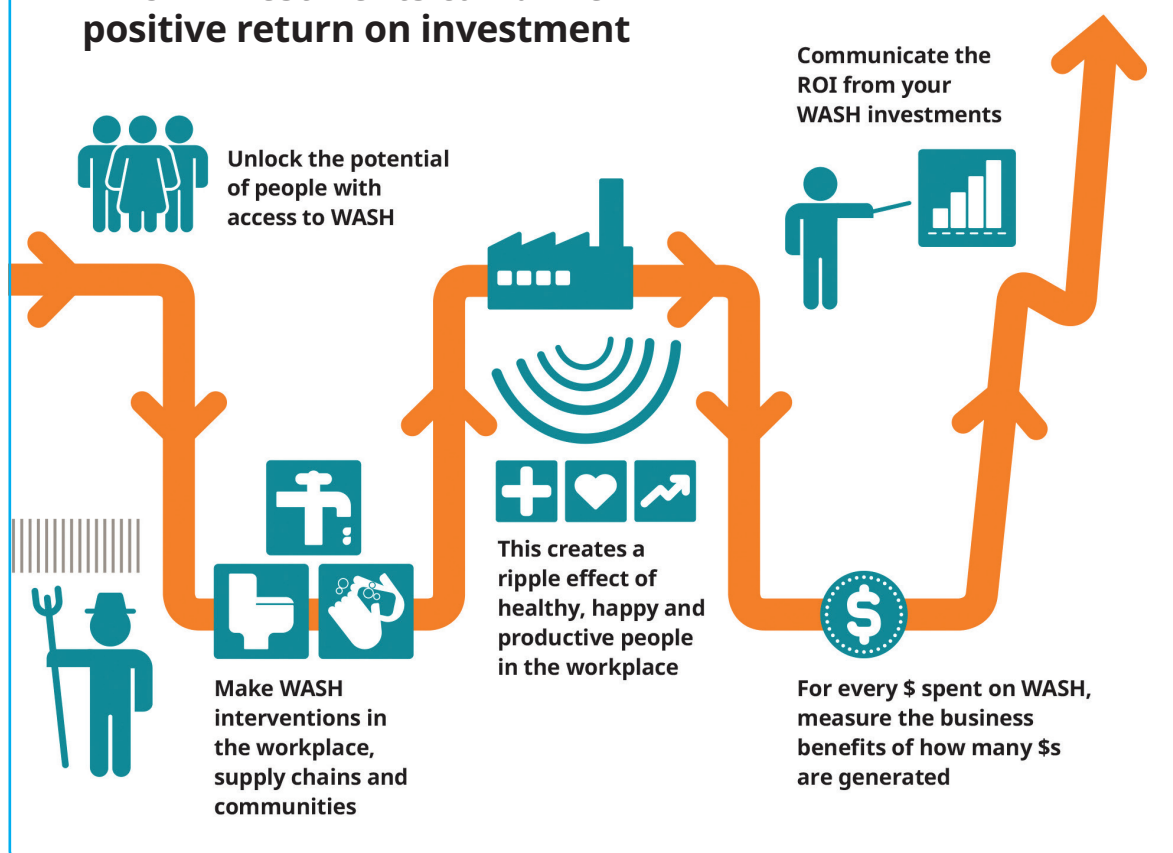 positive return on investment
Unlock the potential
of people with
access to WASH
Make WASH
interventions in
the workplace,
supply chains and
communities
This creates a
ripple effect of
healthy, happy and
productive people
in the workplace
$
For every $ spent on WASH,
measure the business
benefits of how many $s
are generated
Communicate the
ROI from your
WASH investments